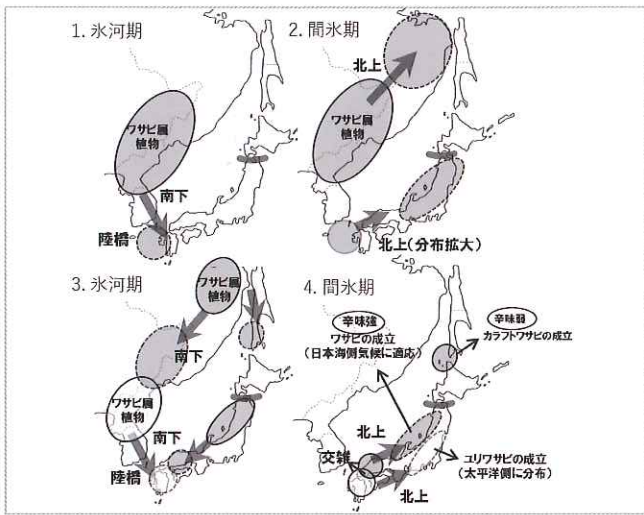 1. 氷河期
ワサビ属
植物
南下
陸橋
2. 間氷期
北上
ワサビ属
植物
北上(分布拡大)
3. 氷河期
ワサビ属
植物
南下
ワサビ属
植物
南下
陸橋
4. 間氷期
辛味強
ワサビの成立
(日本海側気候に適応)
辛味弱
カラフトワサビの成立
北上
交雑
北上
ユリワサビの成立
(太平洋側に分布)